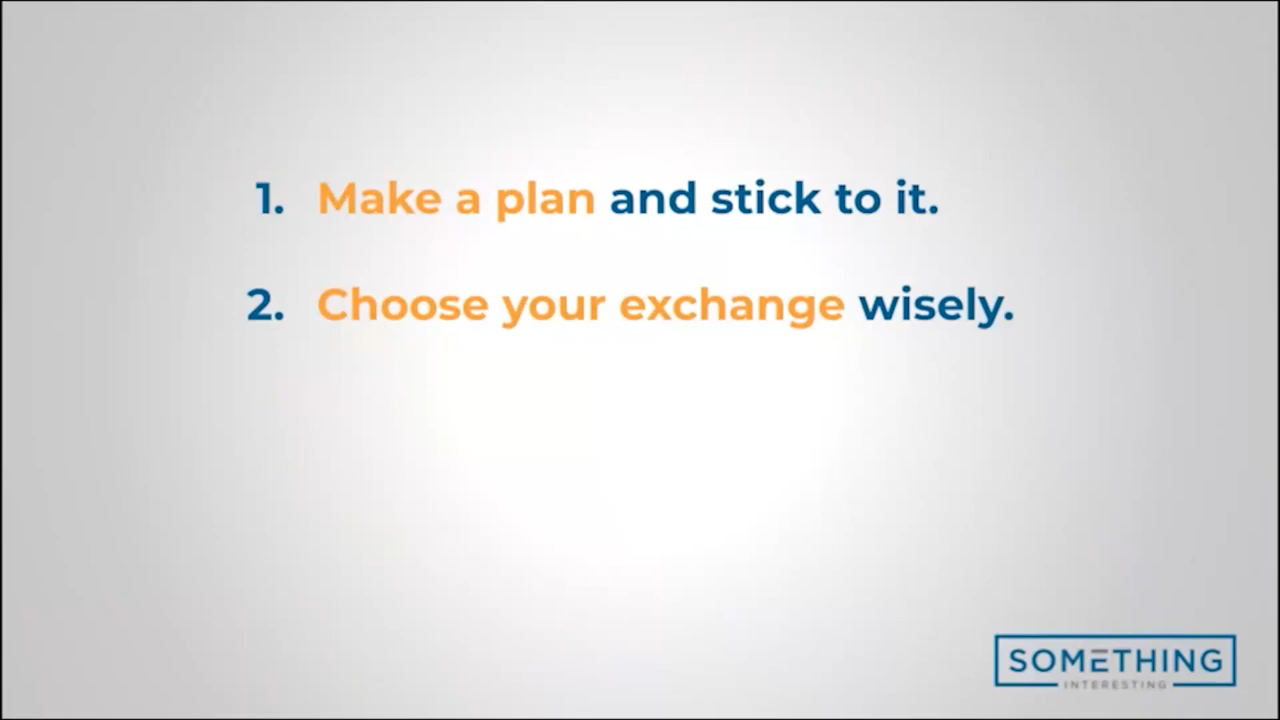 1. Make a plan and stick to it.
2. Choose your exchange wisely.
SOMETHING
INTERESTING